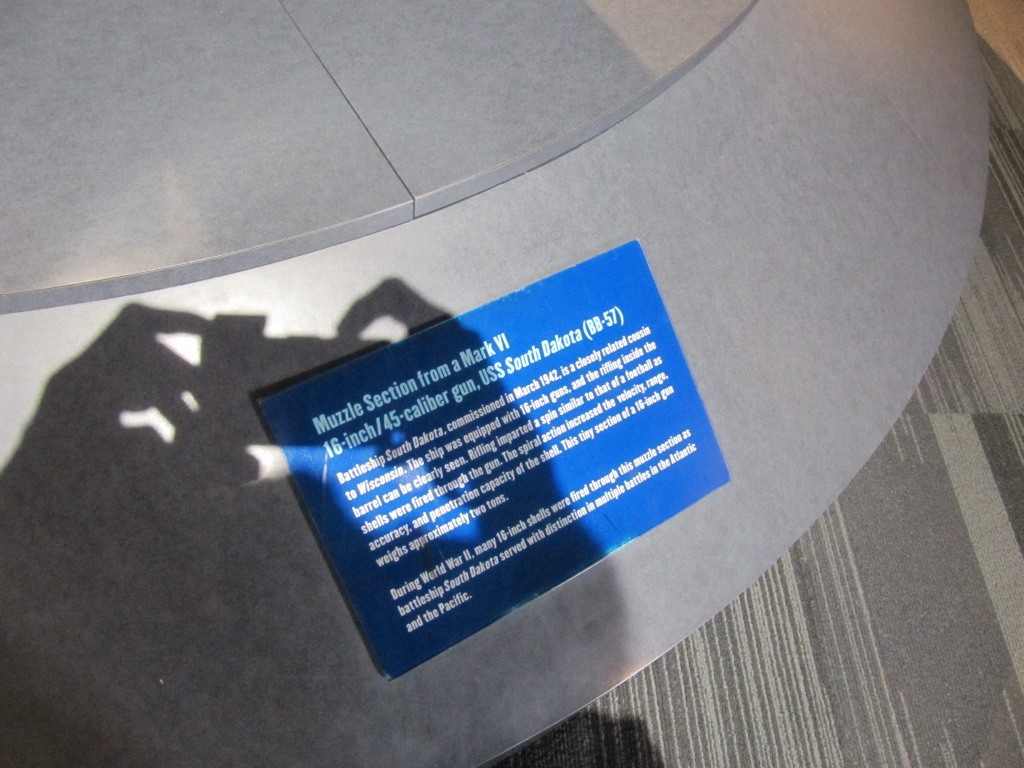 Muzzle Section from a Mark VI
16-inch/45-caliber gun, USS South Dakota (BB-57)
Battleship South Dakota, commissioned in March 1942, is a closely related cousin
to Wisconsin. The ship was equipped with 16-inch guns, and the rifling inside the
barrel can be clearly seen. Rifling imparted a spin similar to that of a football as
shells were fired through the gun. The spiral action increased the velocity, range,
accuracy, and penetration capacity of the shell. This tiny section of a 16-inch gun
weighs approximately two tons.
During World War II, many 16-inch shells were fired through this muzzle section as
battleship South Dakota served with distinction in multiple battles in the Atlantic
and the Pacific.